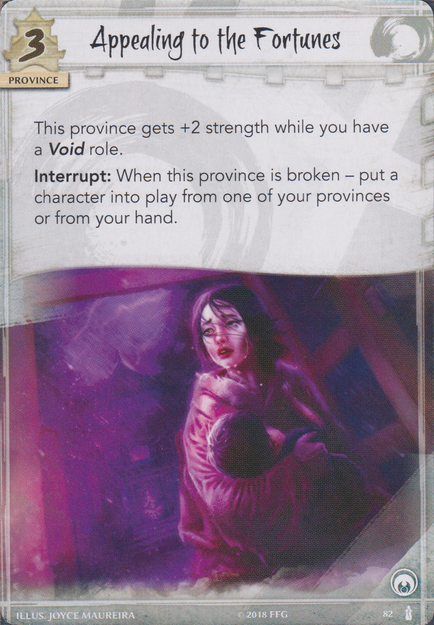 3
Appealing to the Fortunes
PROVINCE
This province gets +2 strength while you have
a Void role.
Interrupt: When this province is broken – put a
character into play from one of your provinces
or from your hand.
ILLUS. JOYCE MAUREIRA
© 2018 FFG
82